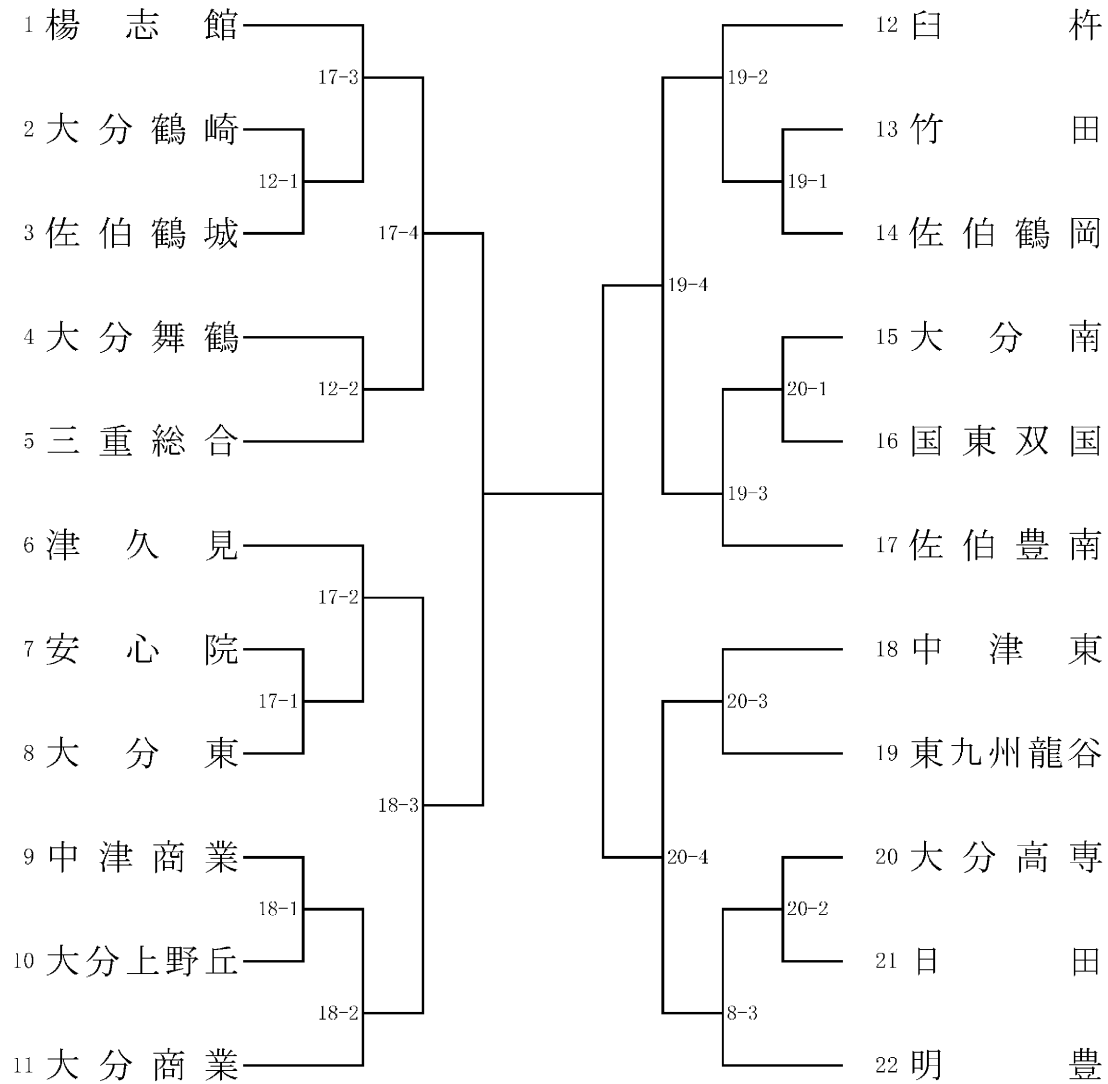 1 楊志館
17-3
2 大分鶴崎
12-1
3 佐伯鶴城
17-4
4 大分舞鶴
12-2
5 三重総合
6 津久見
17-2
7 安心院
17-1
8 大分東
18-3
9 中津商業
18-1
10 大分上野丘
18-2
11 大分商業
12 臼杵
19-2
13 竹田
19-1
14 佐伯鶴岡
19-4
15 大分南
20-1
16 国東双国
19-3
17 佐伯豊南
18 中津東
20-3
19 東九州龍谷
20-4
20 大分高専
20-2
21 日田
8-3
22 明豊